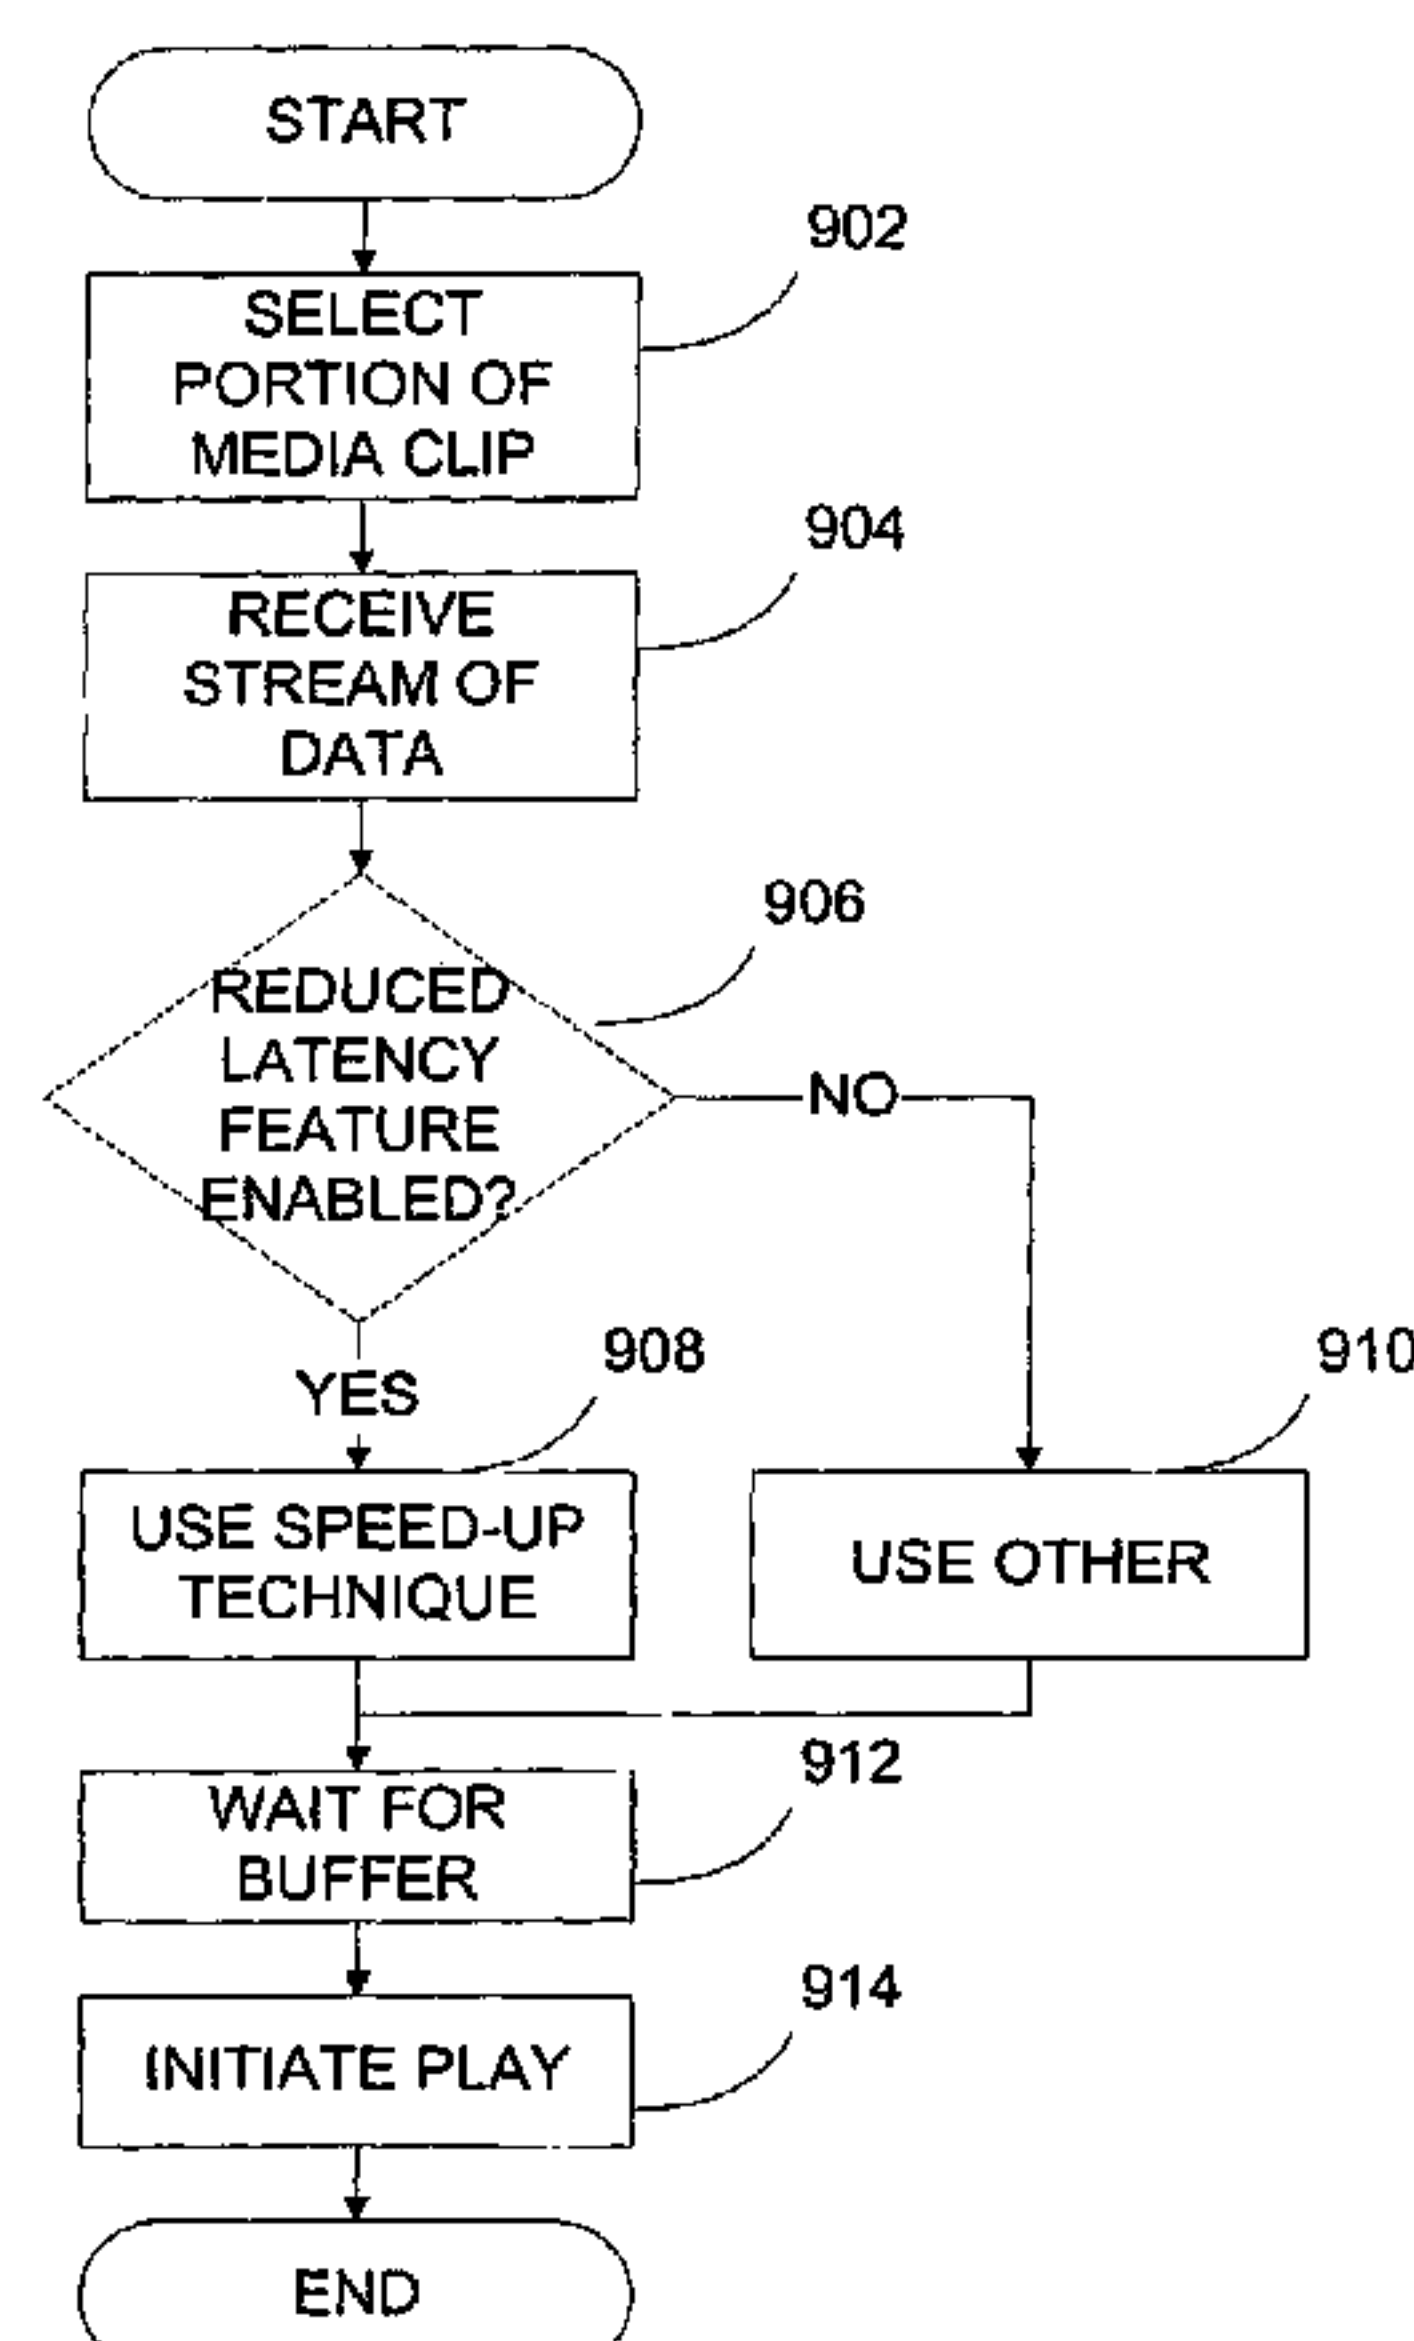 START
902
SELECT
PORTION OF
MEDIA CLIP
904
RECEIVE
STREAM OF
DATA
906
REDUCED
LATENCY
FEATURE
ENABLED?
NO
YES
908
910
USE SPEED-UP
TECHNIQUE
USE OTHER
912
WAIT FOR
BUFFER
914
INITIATE PLAY
END